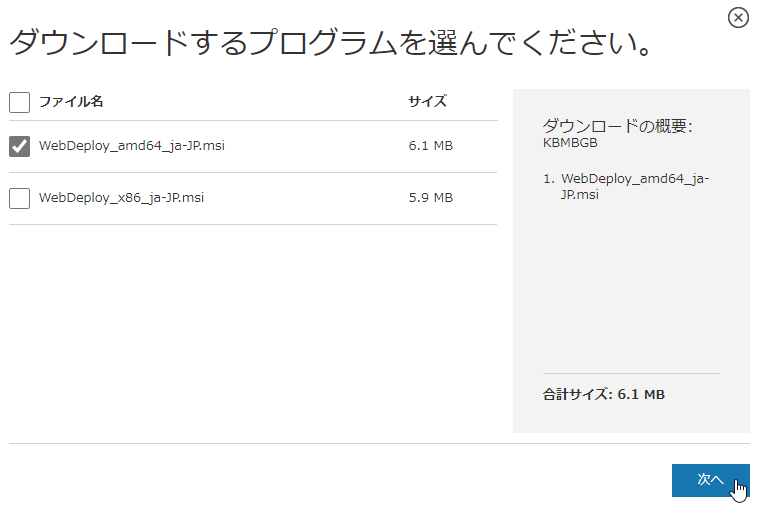 ダウンロードするプログラムを選んでください。
ファイル名 サイズ
WebDeploy_amd64_ja-JP.msi 6.1 MB
WebDeploy_x86_ja-JP.msi 5.9 MB
ダウンロードの概要:
KBMBGB
1. WebDeploy_amd64_ja-
JP.msi
合計サイズ: 6.1 MB
次へ